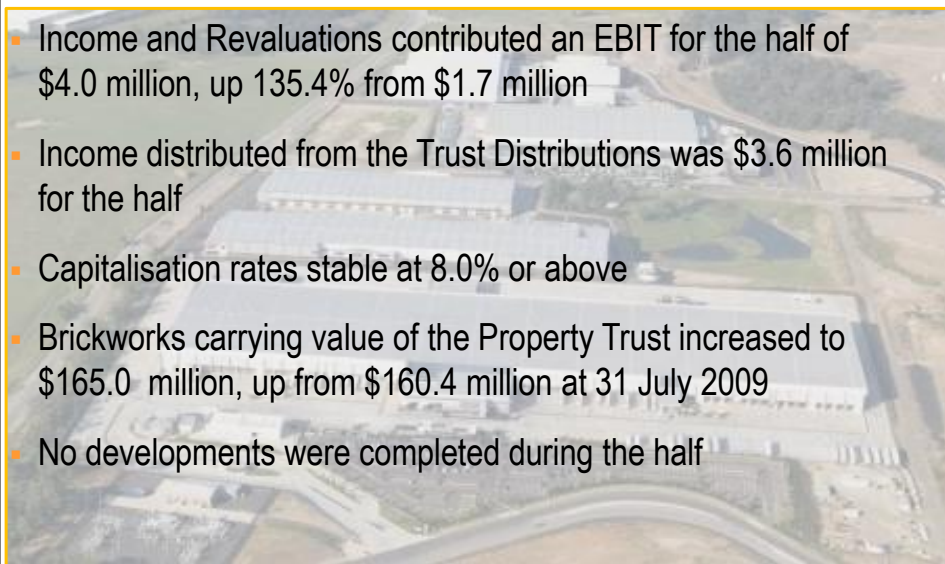 ▪ Income and Revaluations contributed an EBIT for the half of
$4.0 million, up 135.4% from $1.7 million
▪ Income distributed from the Trust Distributions was $3.6 million
for the half
▪ Capitalisation rates stable at 8.0% or above
▪ Brickworks carrying value of the Property Trust increased to
$165.0 million, up from $160.4 million at 31 July 2009
▪ No developments were completed during the half